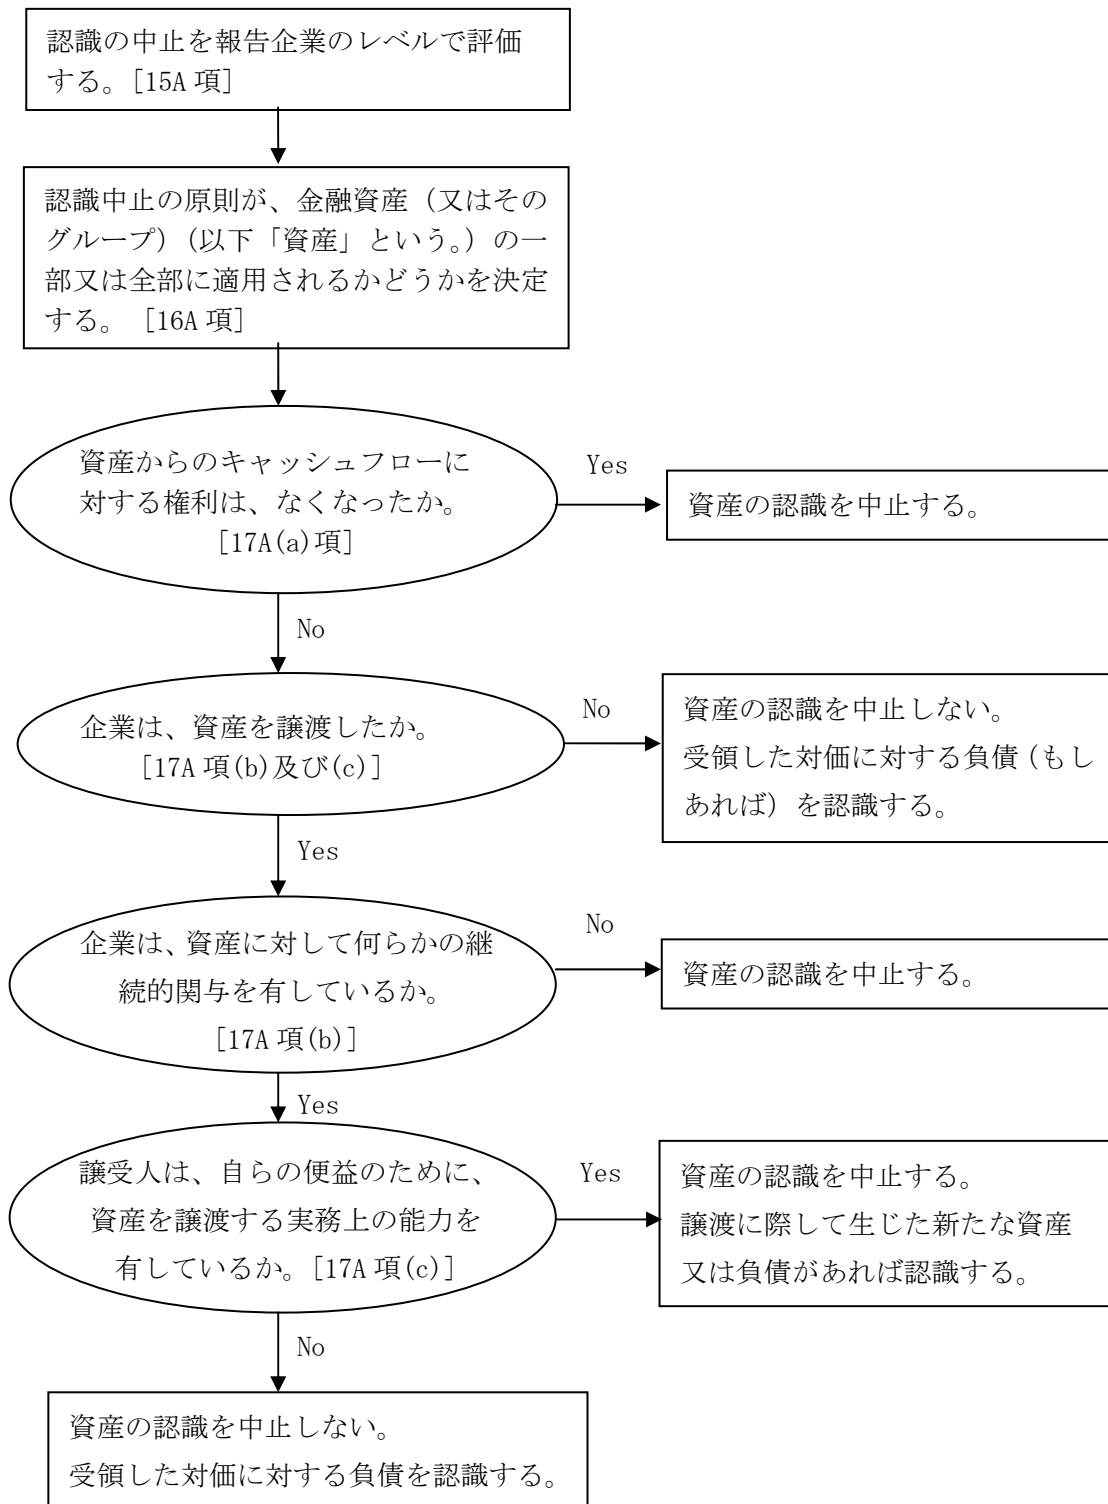 認識の中止を報告企業のレベルで評価
する。[15A 項]
認識中止の原則が、金融資産（又はその
グループ）（以下「資産」という。）の一
部又は全部に適用されるかどうかを決定
する。 [16A 項]
資産からのキャッシュフローに
対する権利は、なくなったか。
[17A(a)項]
Yes
資産の認識を中止する。
No
企業は、資産を譲渡したか。
[17A 項(b)及び(c)]
No
資産の認識を中止しない。
受領した対価に対する負債（もし
あれば）を認識する。
Yes
企業は、資産に対して何らかの継
続的関与を有しているか。
[17A 項(b)]
No
資産の認識を中止する。
Yes
譲受人は、自らの便益のために、
資産を譲渡する実務上の能力を
有しているか。[17A 項(c)]
Yes
資産の認識を中止する。
譲渡に際して生じた新たな資産
又は負債があれば認識する。
No
資産の認識を中止しない。
受領した対価に対する負債を認識する。